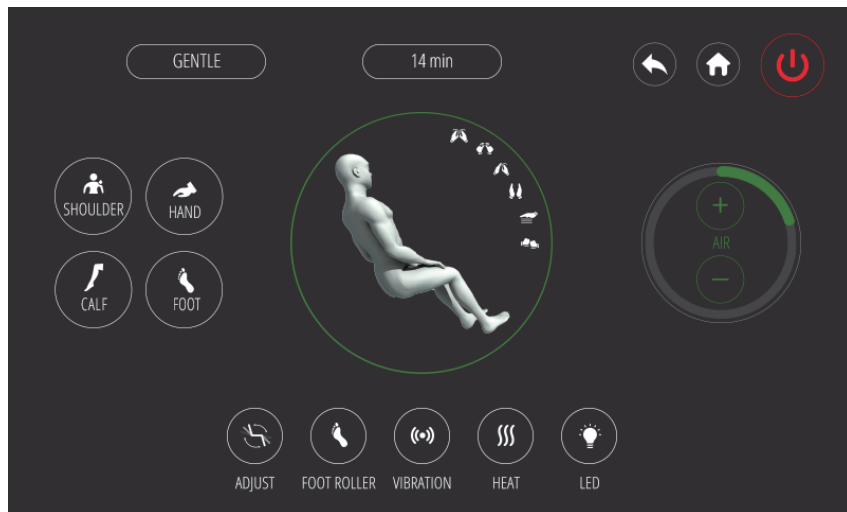 GENTLE
14 min
SHOULDER
HAND
CALF
FOOT
AIR
ADJUST
FOOT ROLLER
VIBRATION
HEAT
LED